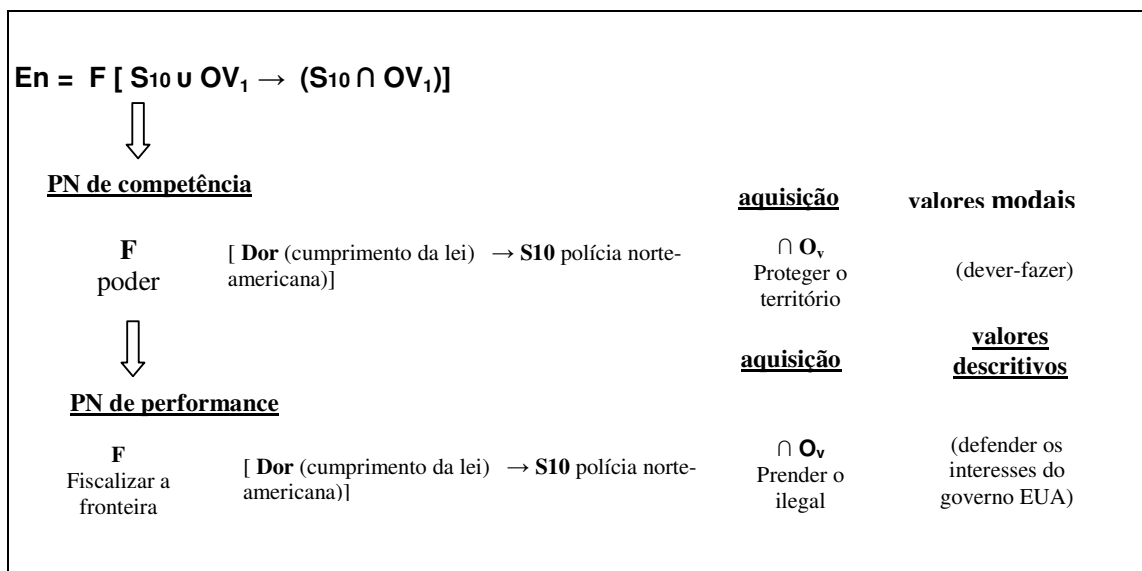 En = F [ S10 ∪ OV1 → (S10 ∩ OV1)]
PN de competência
aquisição valores modais
F [ Dor (cumprimento da lei) → S10 polícia norte- ∩ Ov
poder americana)] Proteger o (dever-fazer)
território
valores
aquisição descritivos
PN de performance
F [ Dor (cumprimento da lei) → S10 polícia norte- ∩ Ov (defender os
Fiscalizar a americana)] Prender o interesses do
fronteira ilegal governo EUA)